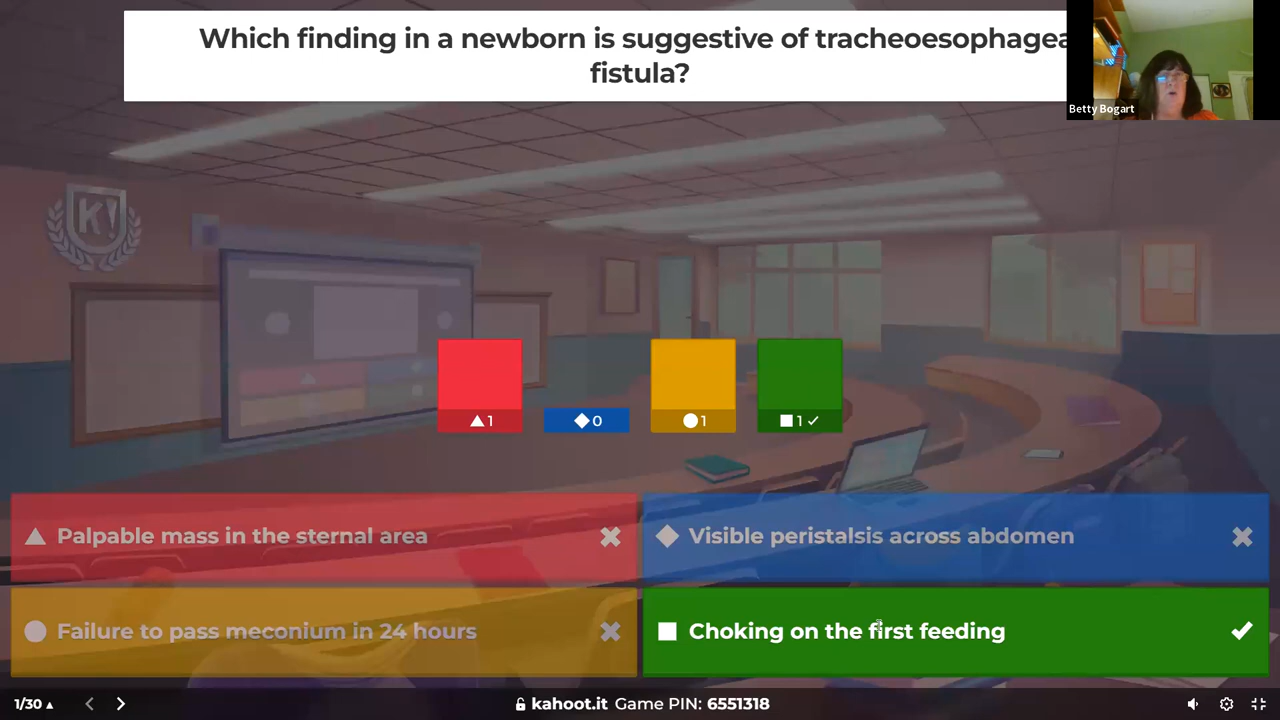 Which finding in a newborn is suggestive of tracheoesophagea
fistula?
Betty Bogart
K!
1
0
1
1
Palpable mass in the sternal area
Visible peristalsis across abdomen
Failure to pass meconium in 24 hours
Choking on the first feeding
1/30
kahoot.it Game PIN: 6551318